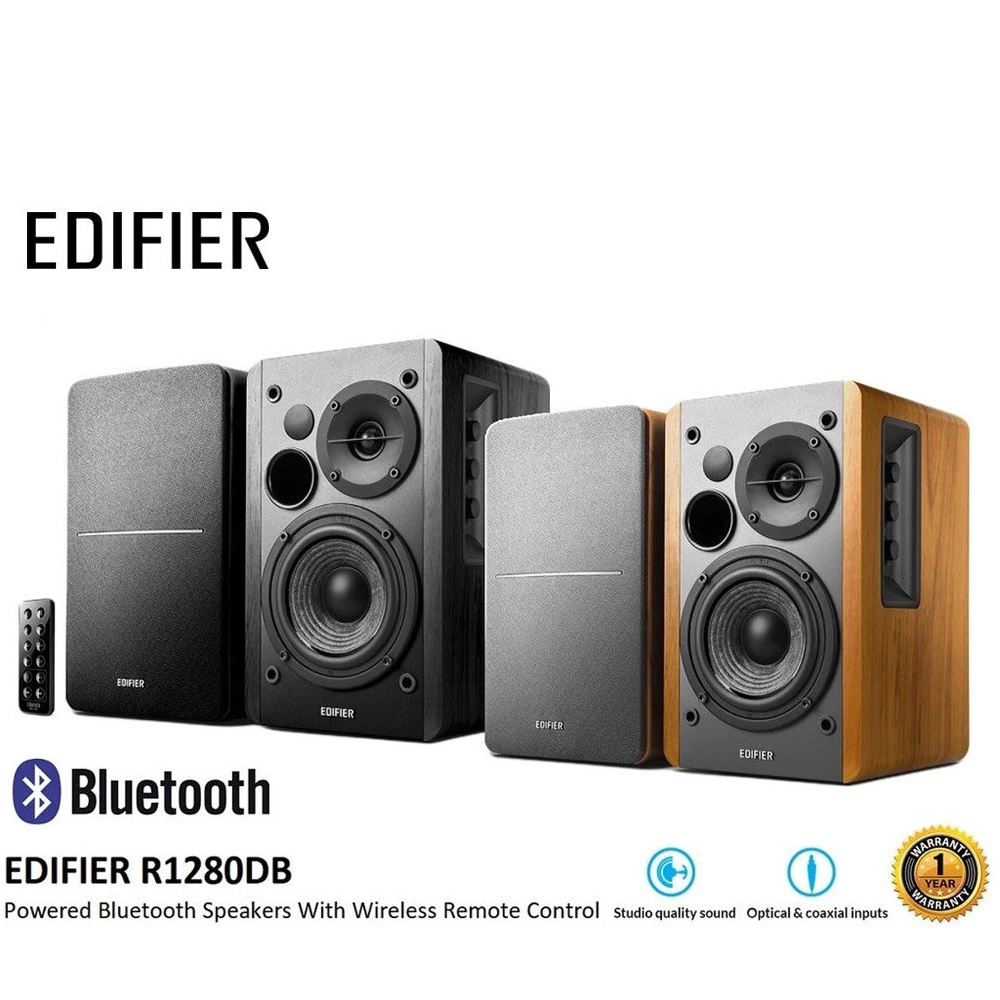 EDIFIER
EDIFIER
EDIFIER
EDIFIER
EDIFIER
EDIFIER
Bluetooth
EDIFIER R1280DB
Powered Bluetooth Speakers With Wireless Remote Control
Studio quality sound
Optical & coaxial inputs
WARRANTY
1
YEAR
WARRANTY